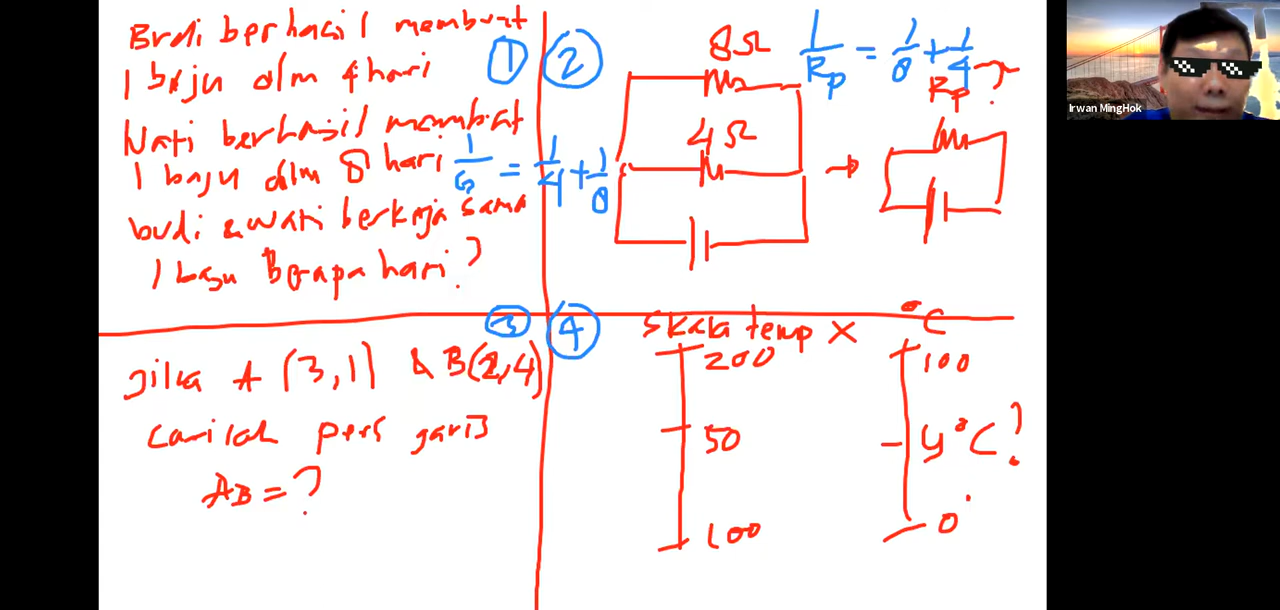 Budi berhasil membuat
1 baju dlm 4 hari
Wati berhasil membat
1 baju dlm 8 hari
budi & wati berkerja sama
1 baju Berapa hari?
1/G = 1/4 + 1/8
①
②
8Ω
1/Rp = 1/8 + 1/4
4Ω
Rp?
③
Jika A (3,1) & B(2,4)
carilah pers garis
AB = ?
④
Skala temp X
°C
200
100
50
y°C?
100
0
Irwan MingHok